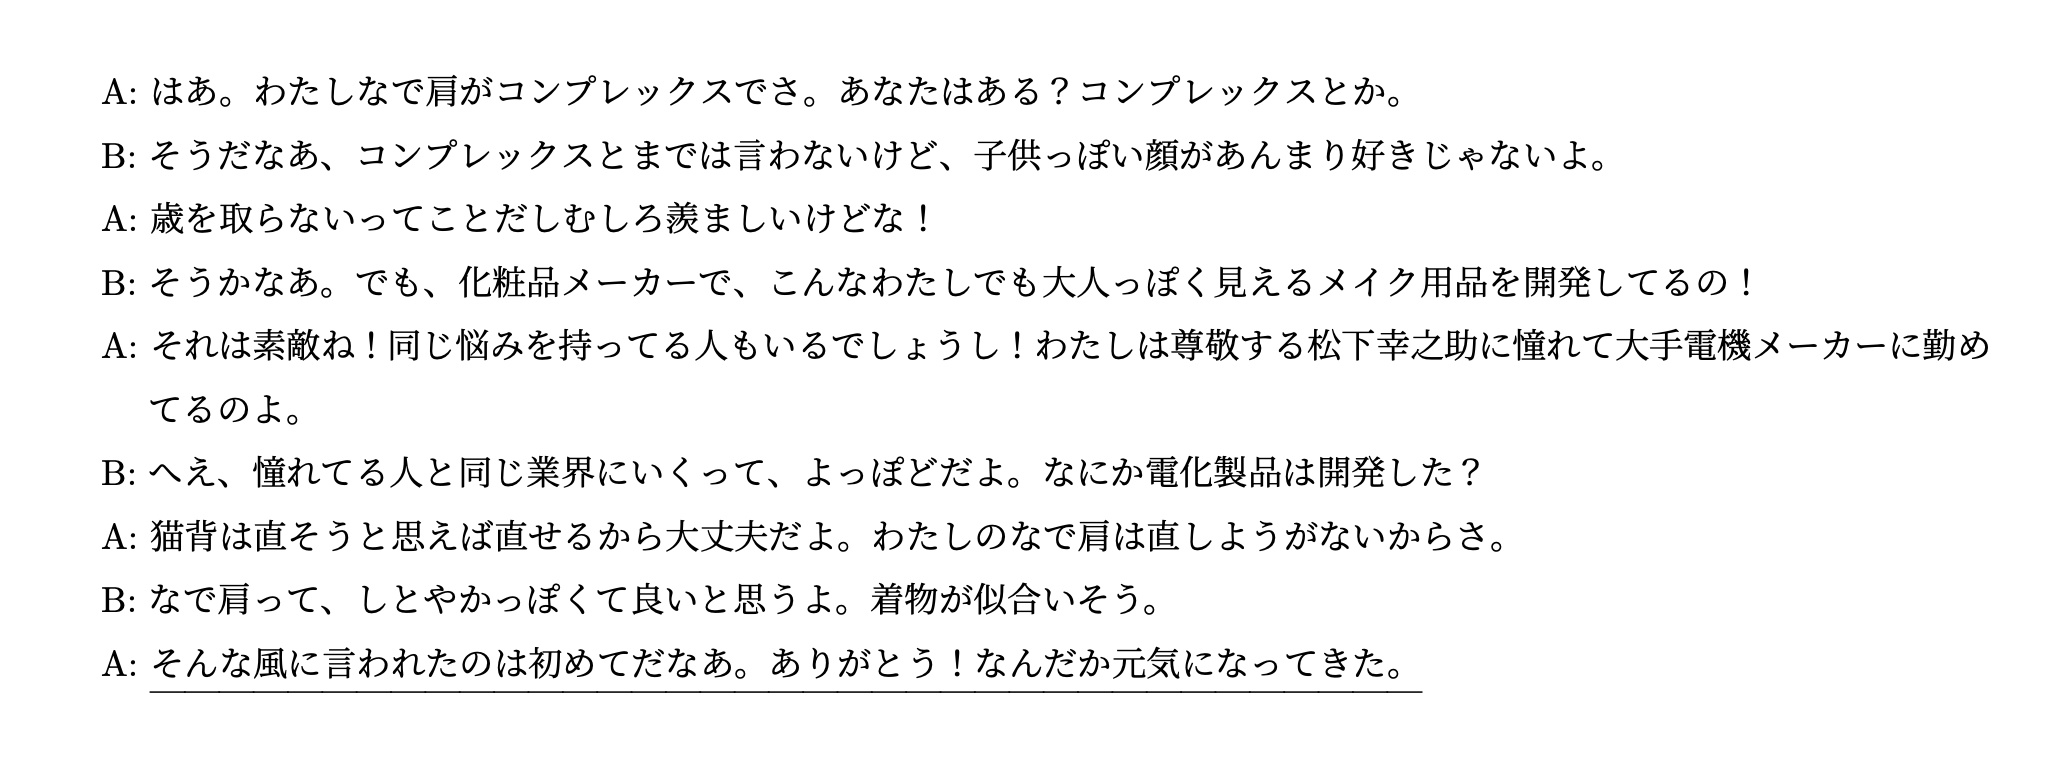 A: はあ。わたしなで肩がコンプレックスでさ。あなたはある？コンプレックスとか。
B: そうだなあ、コンプレックスとまでは言わないけど、子供っぽい顔があんまり好きじゃないよ。
A: 歳を取らないってことだしむしろ羨ましいけどな！
B: そうかなあ。でも、化粧品メーカーで、こんなわたしでも大人っぽく見えるメイク用品を開発してるの！
A: それは素敵ね！同じ悩みを持ってる人もいるでしょうし！わたしは尊敬する松下幸之助に憧れて大手電機メーカーに勤め
てるのよ。
B: へえ、憧れてる人と同じ業界にいくって、よっぽどだよ。なにか電化製品は開発した？
A: 猫背は直そうと思えば直せるから大丈夫だよ。わたしのなで肩は直しようがないからさ。
B: なで肩って、しとやかっぽくて良いと思うよ。着物が似合いそう。
A: そんな風に言われたのは初めてだなあ。ありがとう！なんだか元気になってきた。